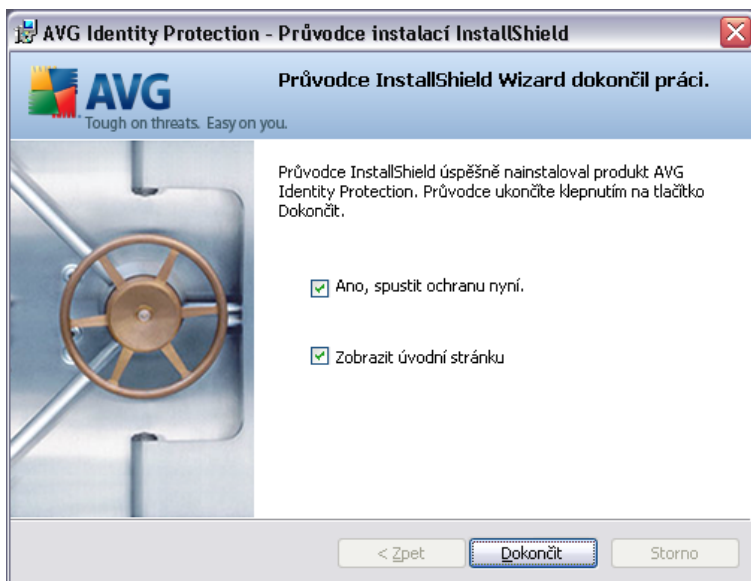 AVG Identity Protection - Průvodce instalací InstallShield
AVG
Tough on threats. Easy on you.
Průvodce InstallShield Wizard dokončil práci.
Průvodce InstallShield úspěšně nainstaloval produkt AVG
Identity Protection. Průvodce ukončíte klepnutím na tlačítko
Dokončit.
Ano, spustit ochranu nyní.
Zobrazit úvodní stránku
< Zpet
Dokončit
Storno